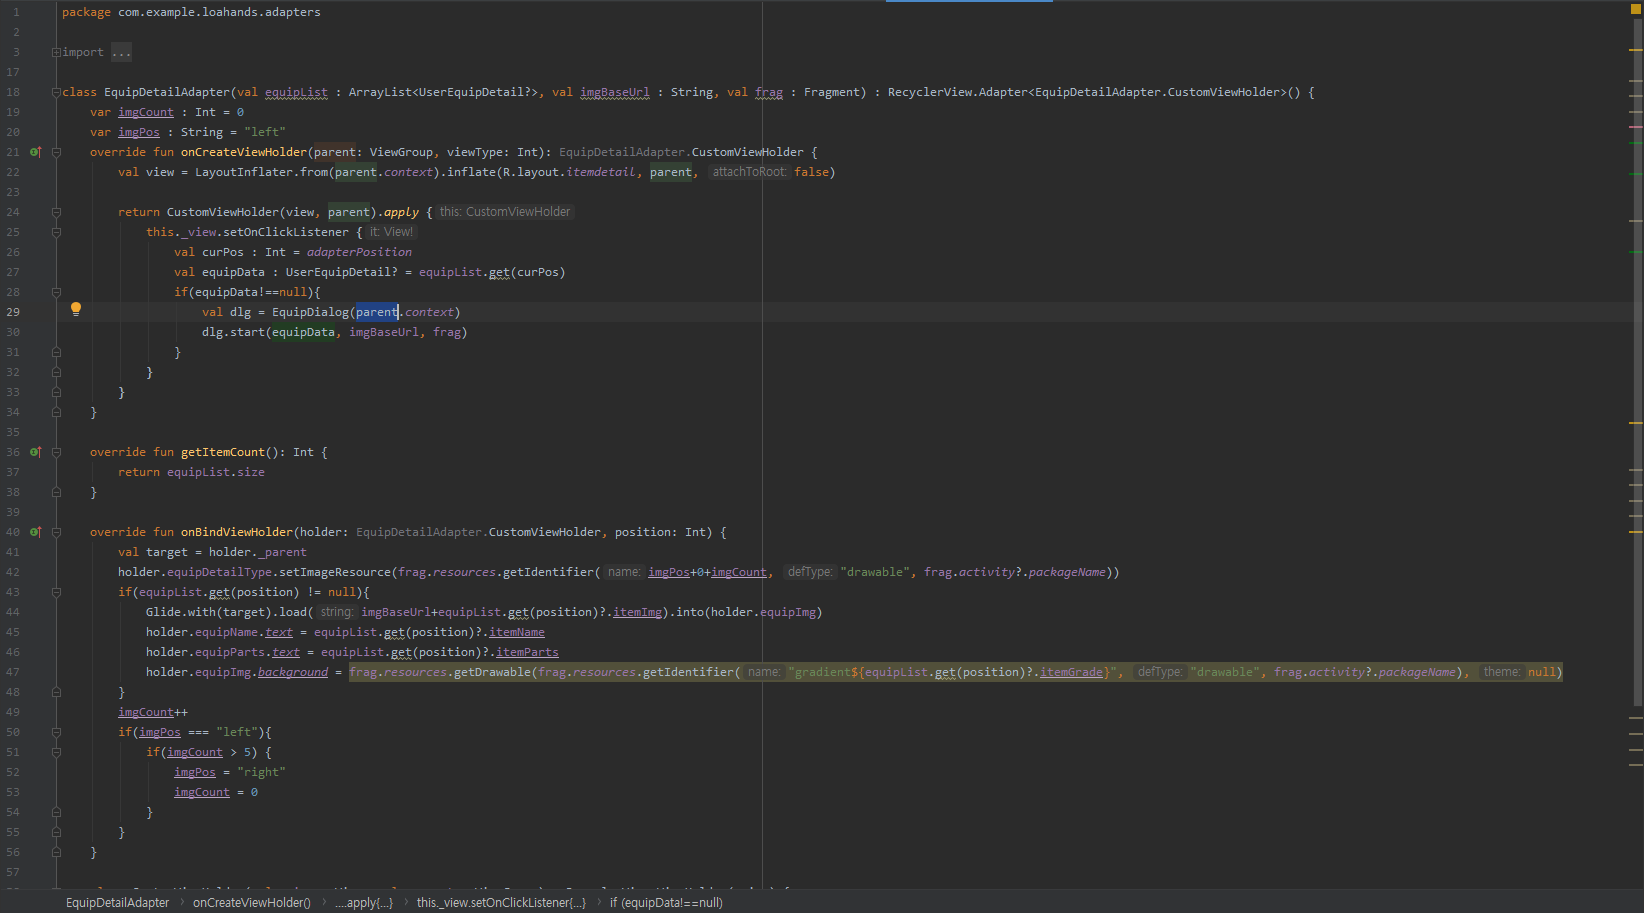 1 package com.example.loahands.adapters
2
3 import ...
17
18 class EquipDetailAdapter(val equipList : ArrayList<UserEquipDetail?>, val imgBaseUrl : String, val frag : Fragment) : RecyclerView.Adapter<EquipDetailAdapter.CustomViewHolder>() {
19 var imgCount : Int = 0
20 var imgPos : String = "left"
21 override fun onCreateViewHolder(parent: ViewGroup, viewType: Int): EquipDetailAdapter.CustomViewHolder {
22 val view = LayoutInflater.from(parent.context).inflate(R.layout.itemdetail, parent, attachToRoot: false)
23
24 return CustomViewHolder(view, parent).apply { this: CustomViewHolder
25 this._view.setOnClickListener { it: View!
26 val curPos : Int = adapterPosition
27 val equipData : UserEquipDetail? = equipList.get(curPos)
28 if(equipData!==null){
29 val dlg = EquipDialog(parent.context)
30 dlg.start(equipData, imgBaseUrl, frag)
31 }
32 }
33 }
34 }
35
36 override fun getItemCount(): Int {
37 return equipList.size
38 }
39
40 override fun onBindViewHolder(holder: EquipDetailAdapter.CustomViewHolder, position: Int) {
41 val target = holder._parent
42 holder.equipDetailType.setImageResource(frag.resources.getIdentifier( name: imgPos+0+imgCount, defType: "drawable", frag.activity?.packageName))
43 if(equipList.get(position) != null){
44 Glide.with(target).load( string: imgBaseUrl+equipList.get(position)?.itemImg).into(holder.equipImg)
45 holder.equipName.text = equipList.get(position)?.itemName
46 holder.equipParts.text = equipList.get(position)?.itemParts
47 holder.equipImg.background = frag.resources.getDrawable(frag.resources.getIdentifier( name: "gradient${equipList.get(position)?.itemGrade}", defType: "drawable", frag.activity?.packageName), theme: null)
48 }
49 imgCount++
50 if(imgPos === "left"){
51 if(imgCount > 5) {
52 imgPos = "right"
53 imgCount = 0
54 }
55 }
56 }
57
EquipDetailAdapter › onCreateViewHolder() › ....apply{...} › this._view.setOnClickListener{...} › if (equipData!==null)